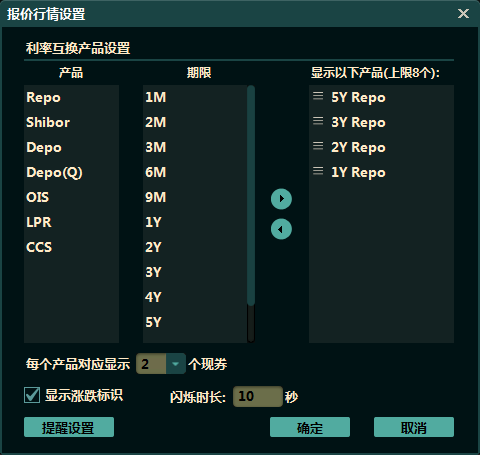 报价行情设置
利率互换产品设置
产品 期限 显示以下产品(上限8个):
Repo 1M 5Y Repo
Shibor 2M 3Y Repo
Depo 3M 2Y Repo
Depo(Q) 6M 1Y Repo
OIS 9M
LPR 1Y
CCS 2Y
3Y
4Y
5Y
每个产品对应显示 2 个现券
显示涨跌标识 闪烁时长: 10 秒
提醒设置 确定 取消